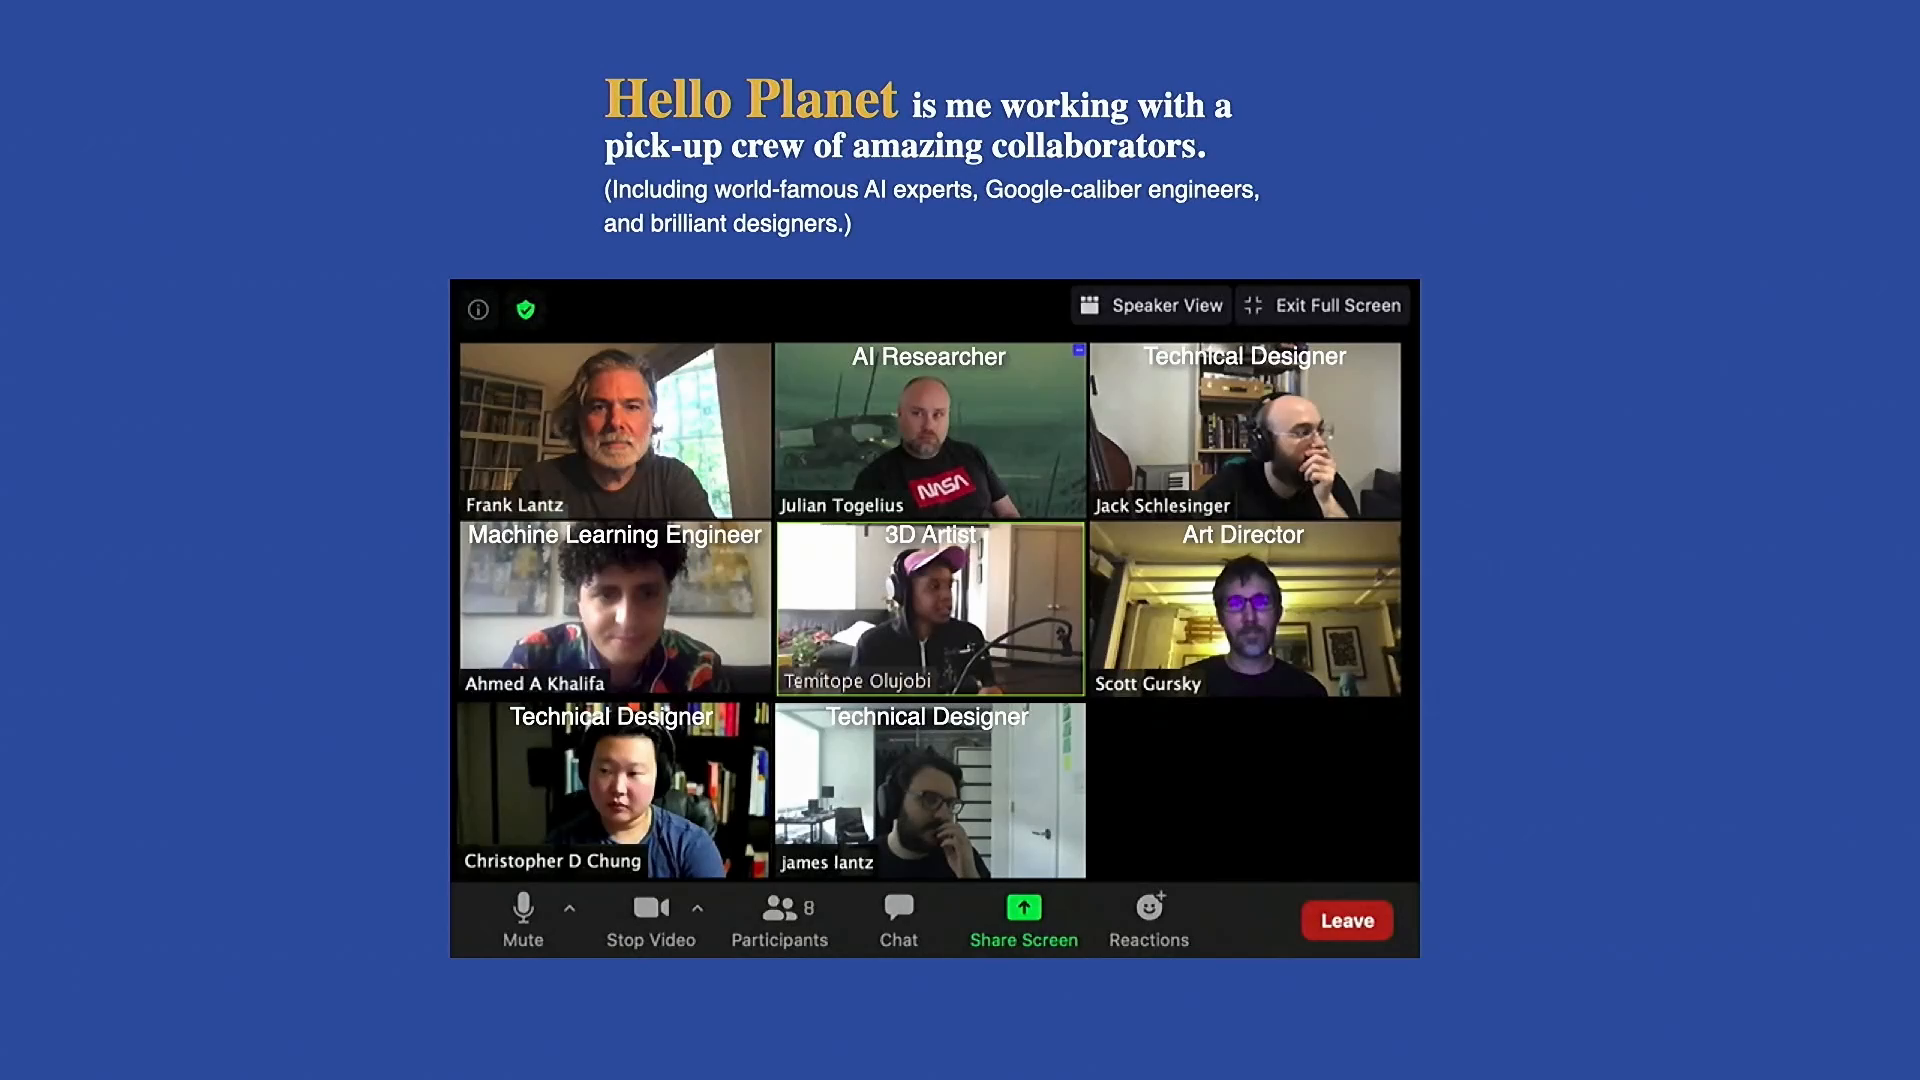 Hello Planet is me working with a
pick-up crew of amazing collaborators.
(Including world-famous AI experts, Google-caliber engineers,
and brilliant designers.)
Speaker View
Exit Full Screen
Frank Lantz
AI Researcher
NASA
Julian Togelius
Technical Designer
Jack Schlesinger
Machine Learning Engineer
Ahmed A Khalifa
3D Artist
Temitope Olujobi
Art Director
Scott Gursky
Technical Designer
Christopher D Chung
Technical Designer
james lantz
Mute
Stop Video
8
Participants
Chat
Share Screen
Reactions
Leave